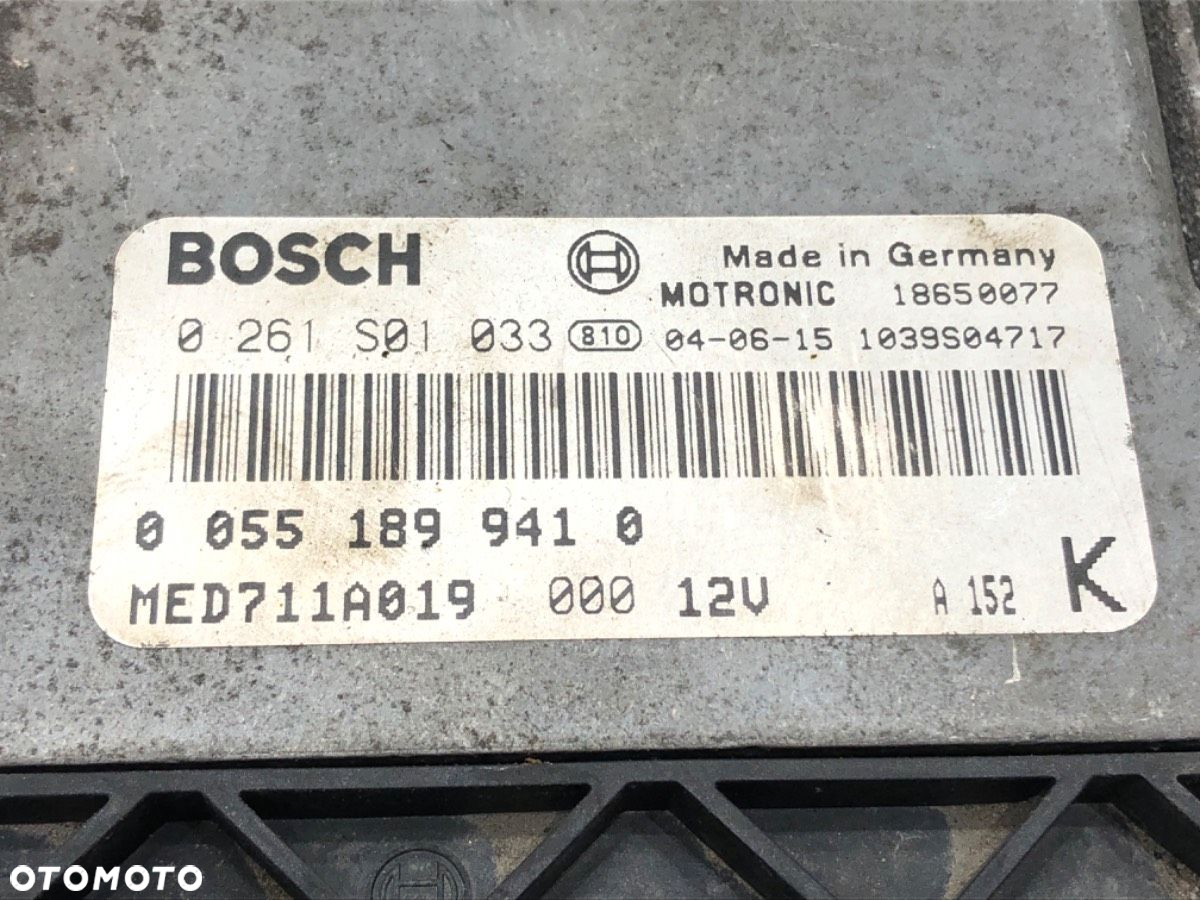 BOSCH
Made in Germany
MOTRONIC 18650077
0 261 S01 033 810 04-06-15 1039S04717
0 055 189 941 0
MED711A019 000 12V A 152 K
OTOMOTO